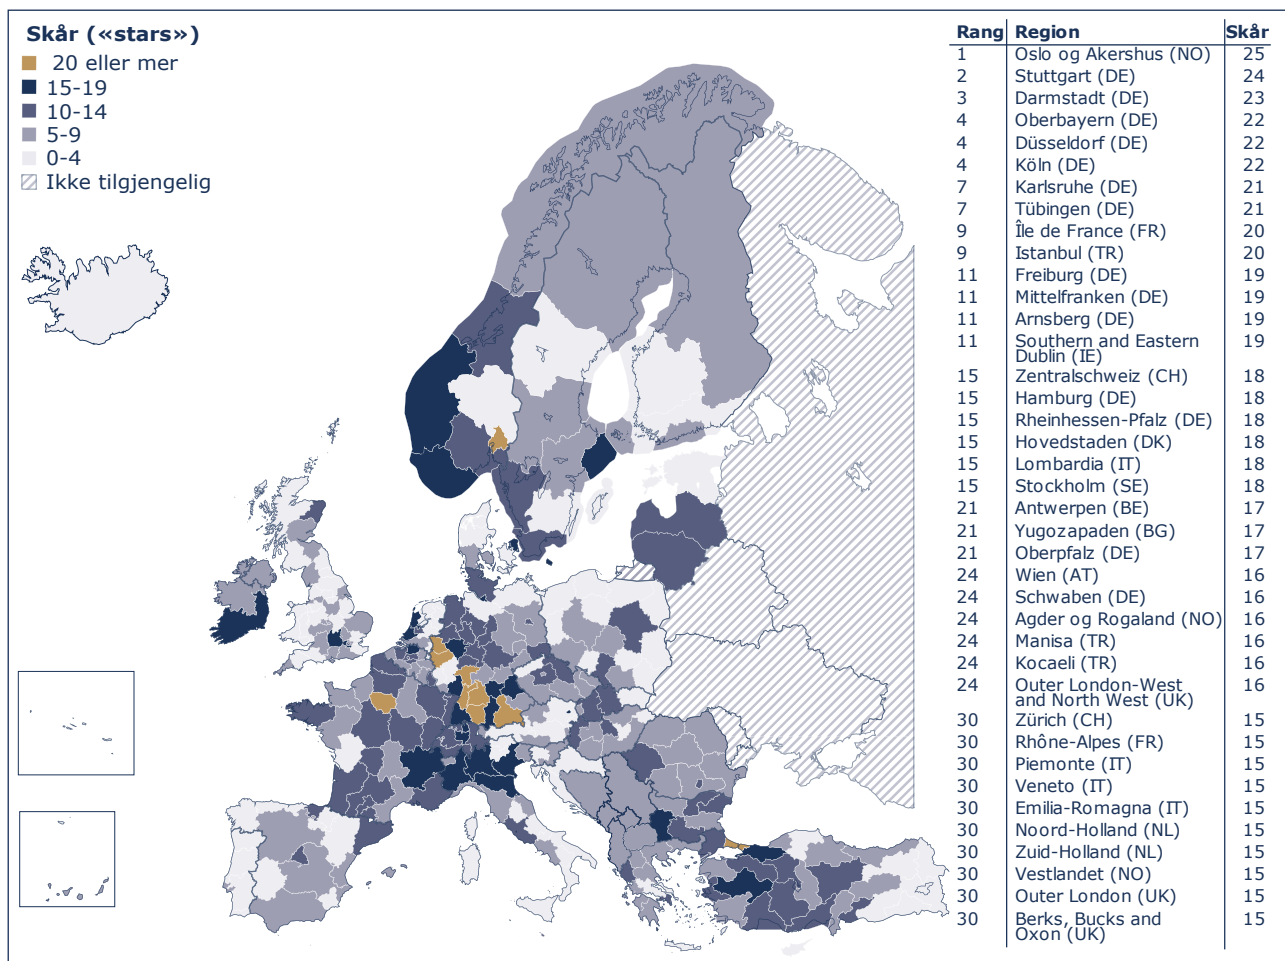 Skår («stars»)
20 eller mer
15-19
10-14
5-9
0-4
Ikke tilgjengelig
Rang Region Skår
1 Oslo og Akershus (NO) 25
2 Stuttgart (DE) 24
3 Darmstadt (DE) 23
4 Oberbayern (DE) 22
4 Düsseldorf (DE) 22
4 Köln (DE) 22
7 Karlsruhe (DE) 21
7 Tübingen (DE) 21
9 Île de France (FR) 20
9 Istanbul (TR) 20
11 Freiburg (DE) 19
11 Mittelfranken (DE) 19
11 Arnsberg (DE) 19
11 Southern and Eastern 19
Dublin (IE)
15 Zentralschweiz (CH) 18
15 Hamburg (DE) 18
15 Rheinhessen-Pfalz (DE) 18
15 Hovedstaden (DK) 18
15 Lombardia (IT) 18
15 Stockholm (SE) 18
21 Antwerpen (BE) 17
21 Yugozapaden (BG) 17
21 Oberpfalz (DE) 17
24 Wien (AT) 16
24 Schwaben (DE) 16
24 Agder og Rogaland (NO) 16
24 Manisa (TR) 16
24 Kocaeli (TR) 16
24 Outer London-West 16
and North West (UK)
30 Zürich (CH) 15
30 Rhône-Alpes (FR) 15
30 Piemonte (IT) 15
30 Veneto (IT) 15
30 Emilia-Romagna (IT) 15
30 Noord-Holland (NL) 15
30 Zuid-Holland (NL) 15
30 Vestlandet (NO) 15
30 Outer London (UK) 15
30 Berks, Bucks and 15
Oxon (UK)